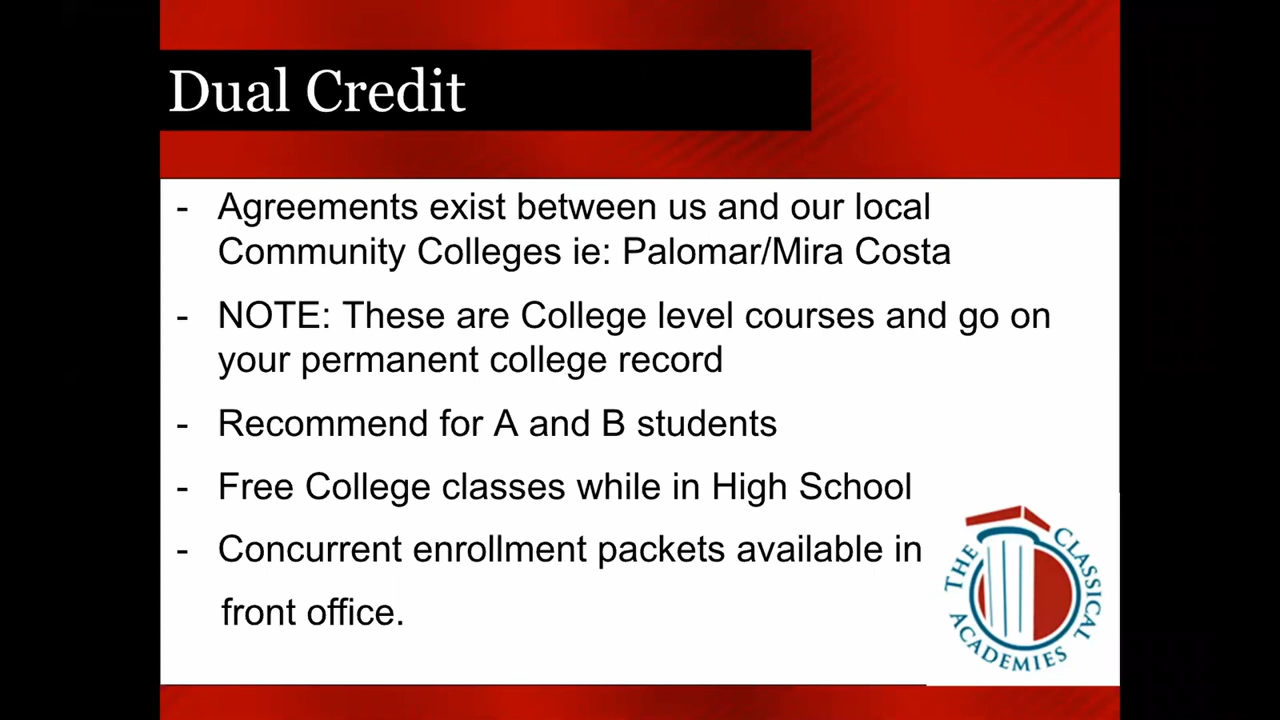 Dual Credit
- Agreements exist between us and our local
Community Colleges ie: Palomar/Mira Costa
- NOTE: These are College level courses and go on
your permanent college record
- Recommend for A and B students
- Free College classes while in High School
- Concurrent enrollment packets available in
front office.
THE CLASSICAL ACADEMIES